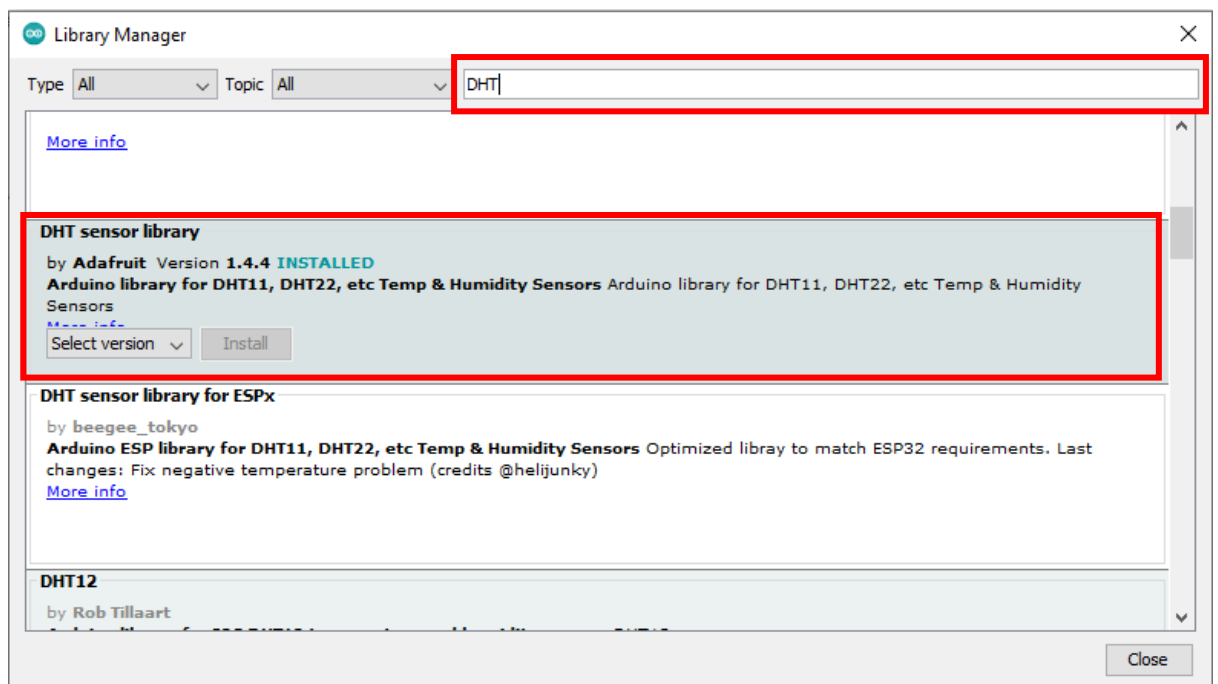 Library Manager
Type All Topic All DHT
More info
DHT sensor library
by Adafruit Version 1.4.4 INSTALLED
Arduino library for DHT11, DHT22, etc Temp & Humidity Sensors Arduino library for DHT11, DHT22, etc Temp & Humidity
Sensors
More info
Select version Install
DHT sensor library for ESPx
by beegee_tokyo
Arduino ESP library for DHT11, DHT22, etc Temp & Humidity Sensors Optimized libray to match ESP32 requirements. Last
changes: Fix negative temperature problem (credits @helijunky)
More info
DHT12
by Rob Tillaart
Close